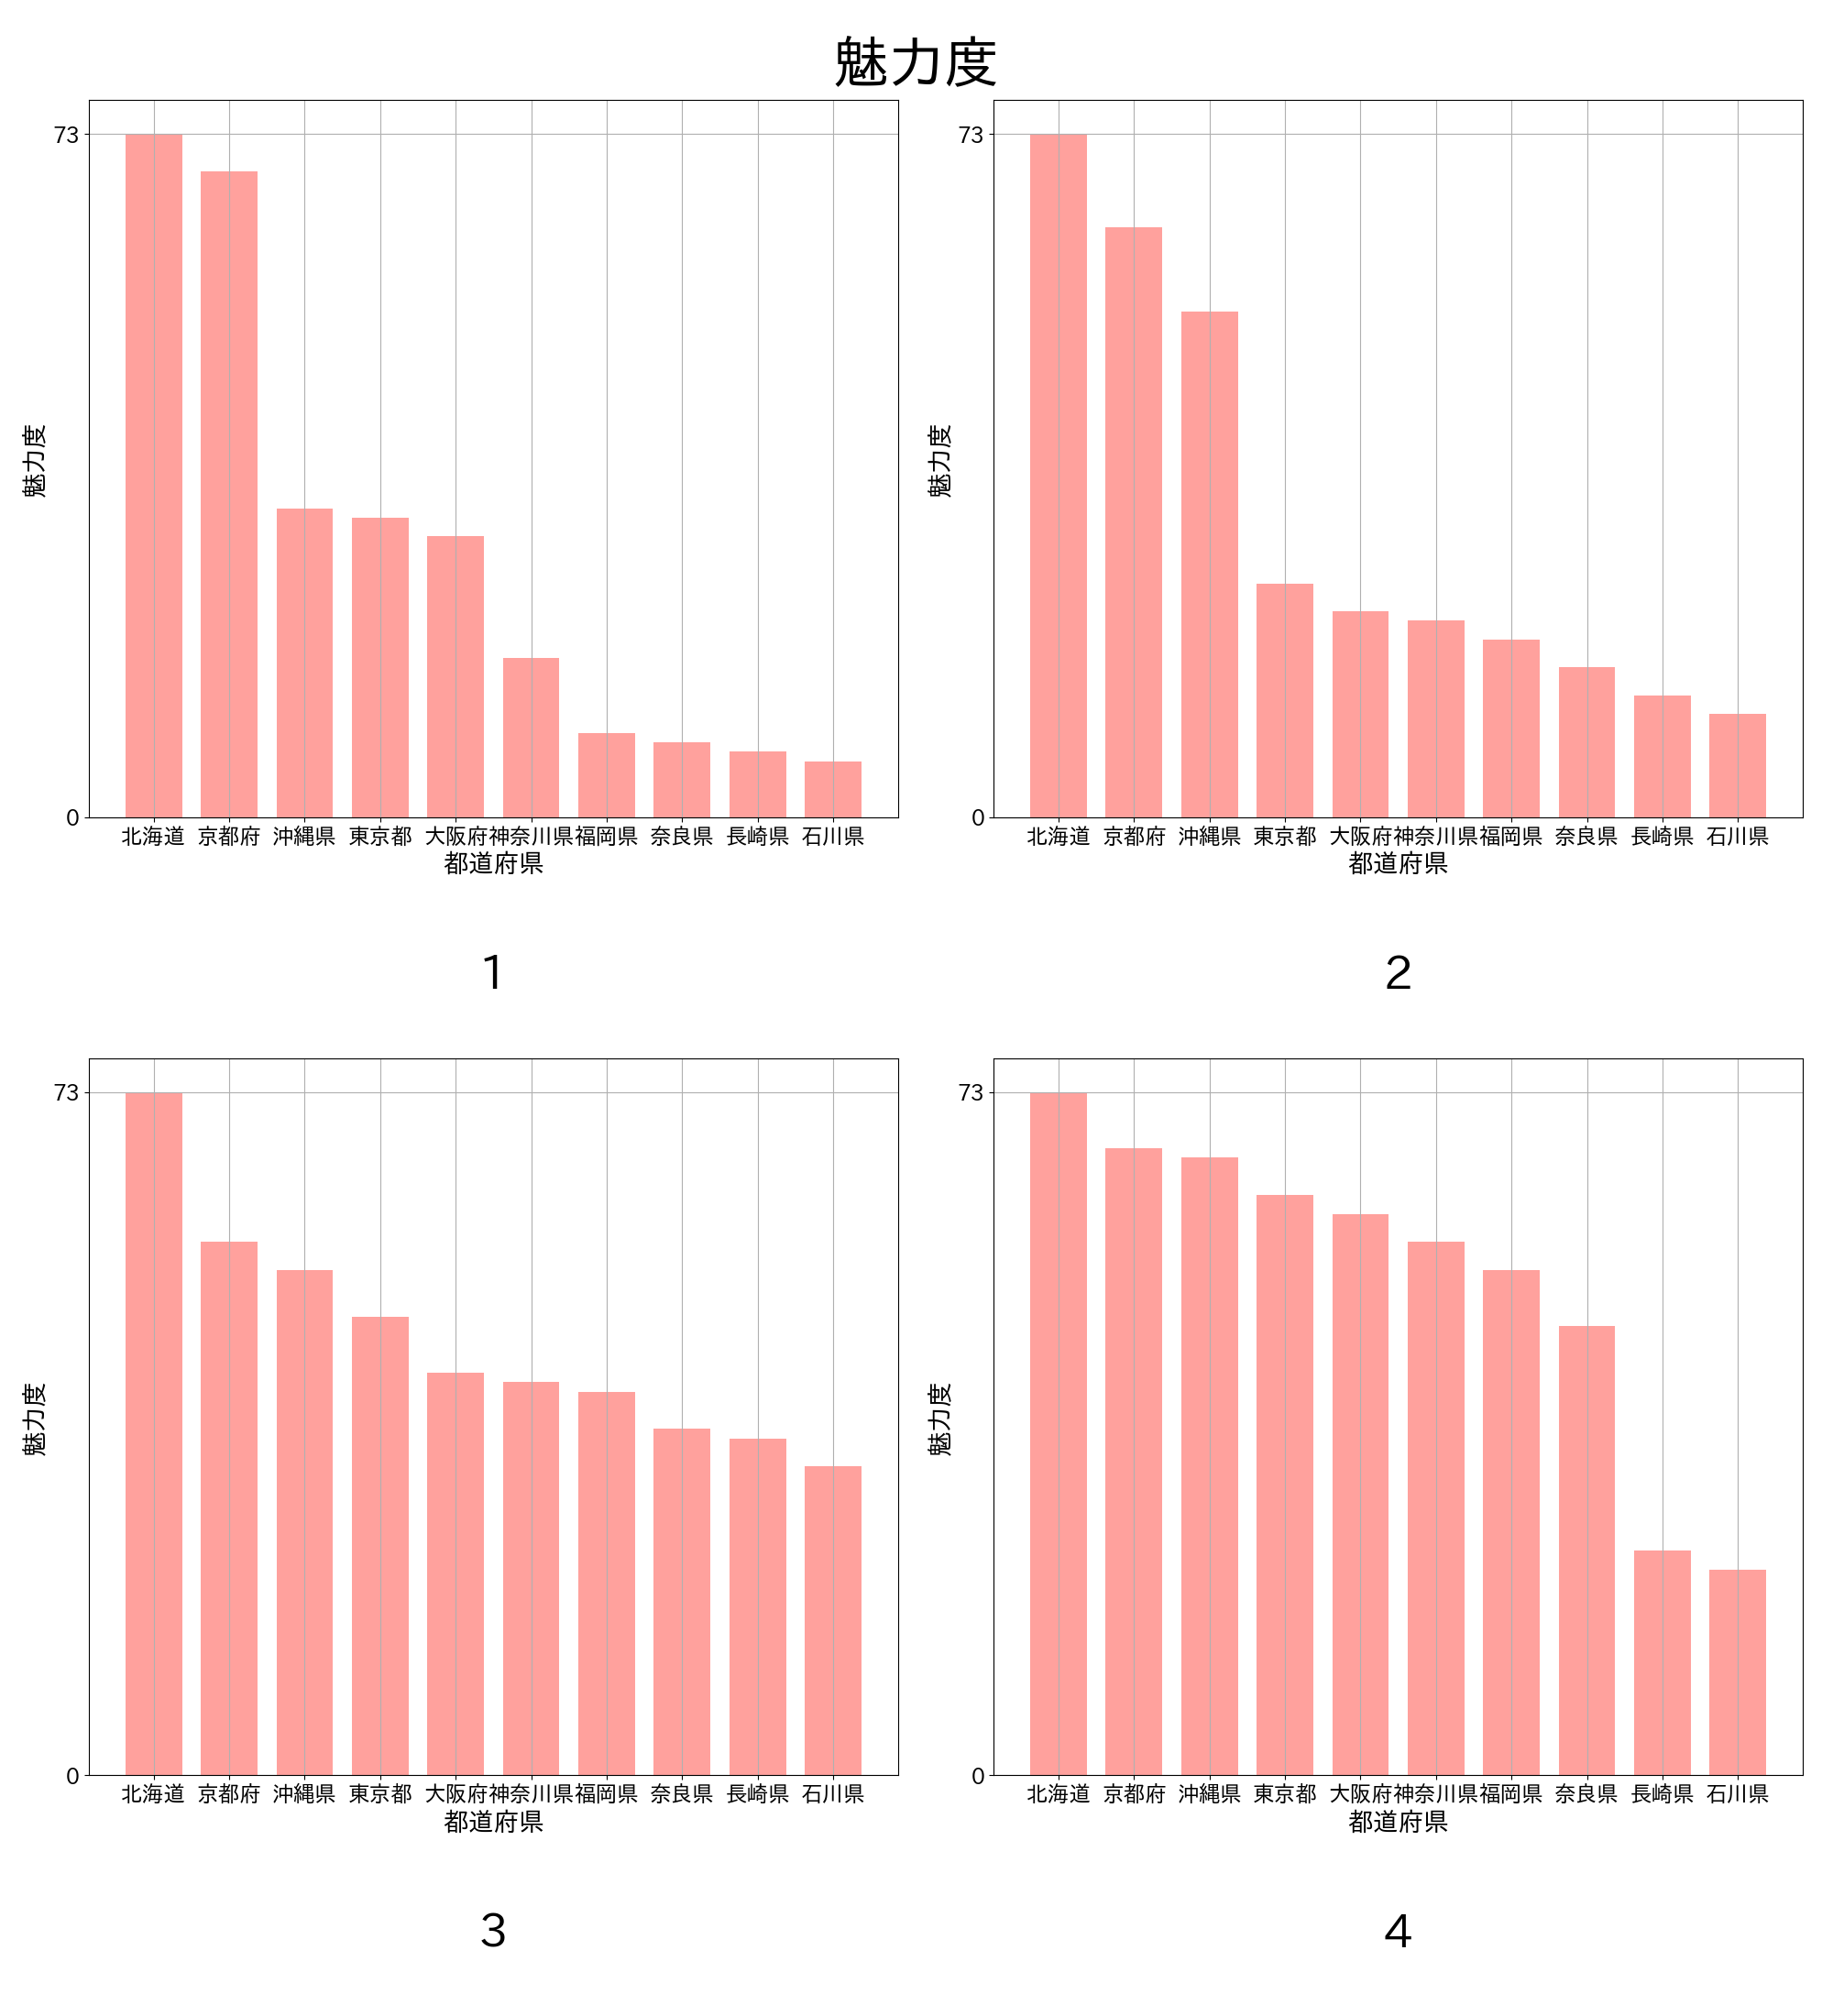 魅力度
73
0
魅力度
北海道 京都府 沖縄県 東京都 大阪府 神奈川県 福岡県 奈良県 長崎県 石川県
都道府県
1
73
0
魅力度
北海道 京都府 沖縄県 東京都 大阪府 神奈川県 福岡県 奈良県 長崎県 石川県
都道府県
2
73
0
魅力度
北海道 京都府 沖縄県 東京都 大阪府 神奈川県 福岡県 奈良県 長崎県 石川県
都道府県
3
73
0
魅力度
北海道 京都府 沖縄県 東京都 大阪府 神奈川県 福岡県 奈良県 長崎県 石川県
都道府県
4